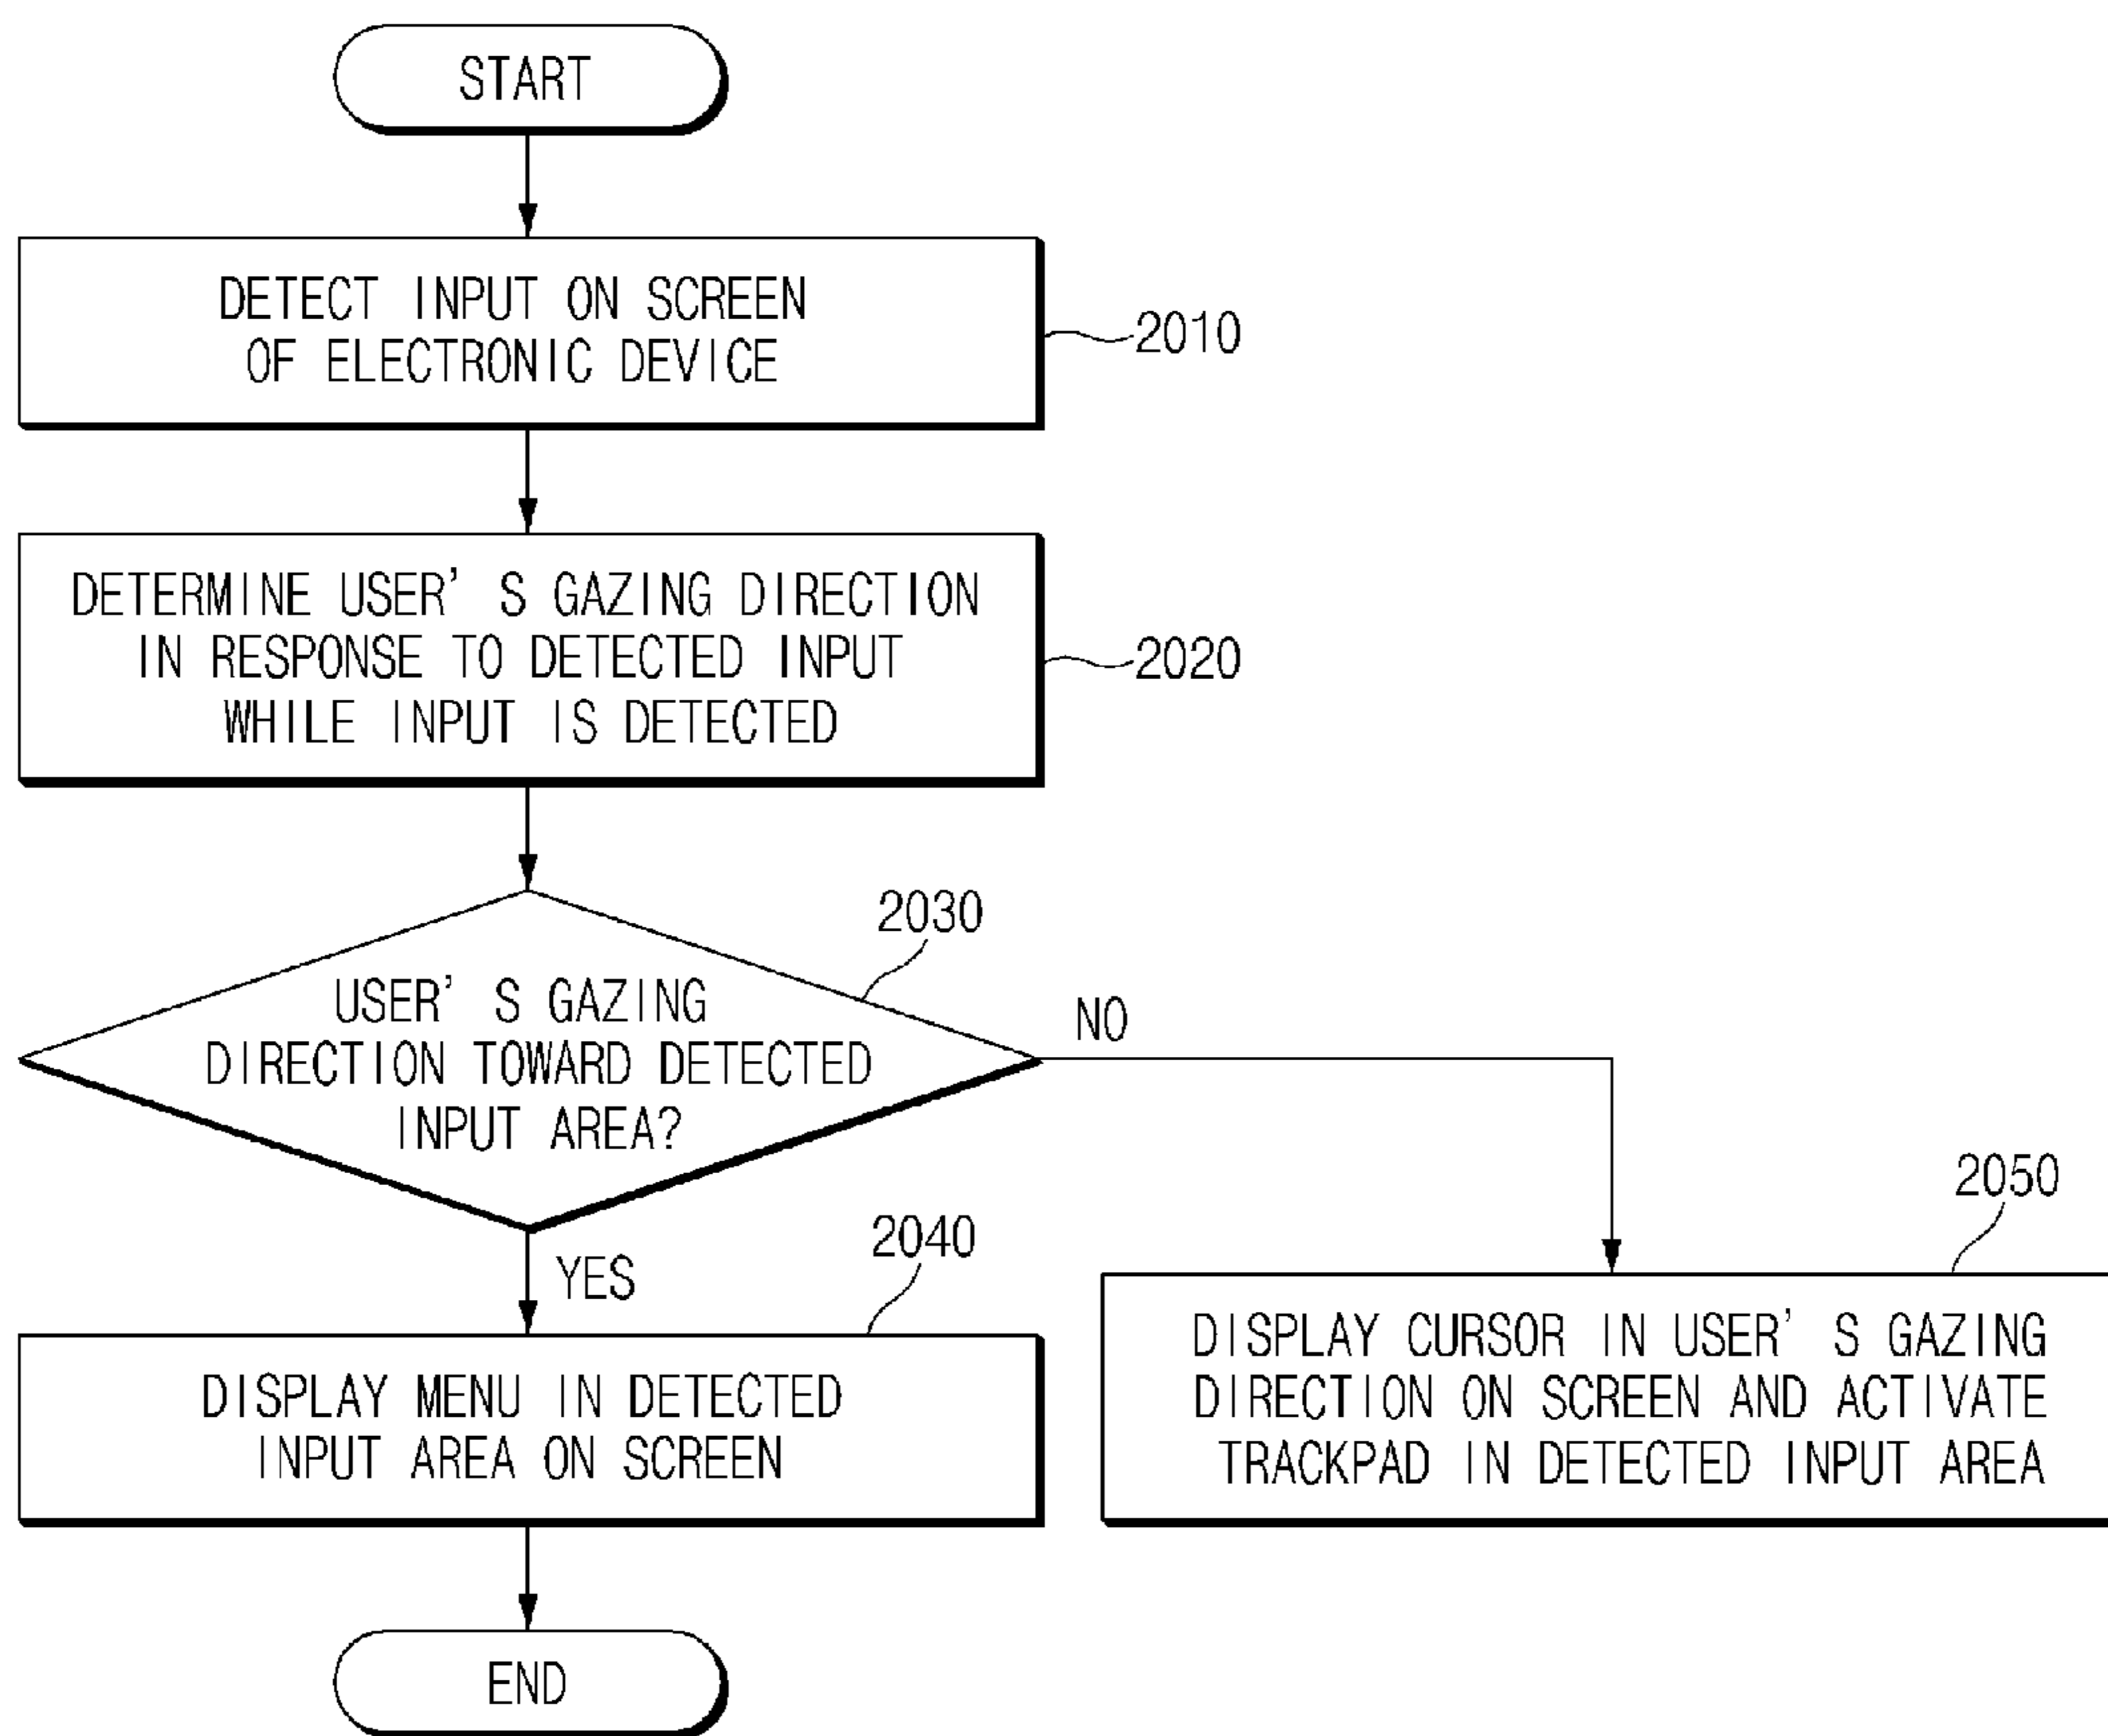 START
DETECT INPUT ON SCREEN
OF ELECTRONIC DEVICE
2010
DETERMINE USER'S GAZING DIRECTION
IN RESPONSE TO DETECTED INPUT
WHILE INPUT IS DETECTED
2020
2030
USER'S GAZING
DIRECTION TOWARD DETECTED
INPUT AREA?
NO
YES
2040
DISPLAY MENU IN DETECTED
INPUT AREA ON SCREEN
2050
DISPLAY CURSOR IN USER'S GAZING
DIRECTION ON SCREEN AND ACTIVATE
TRACKPAD IN DETECTED INPUT AREA
END